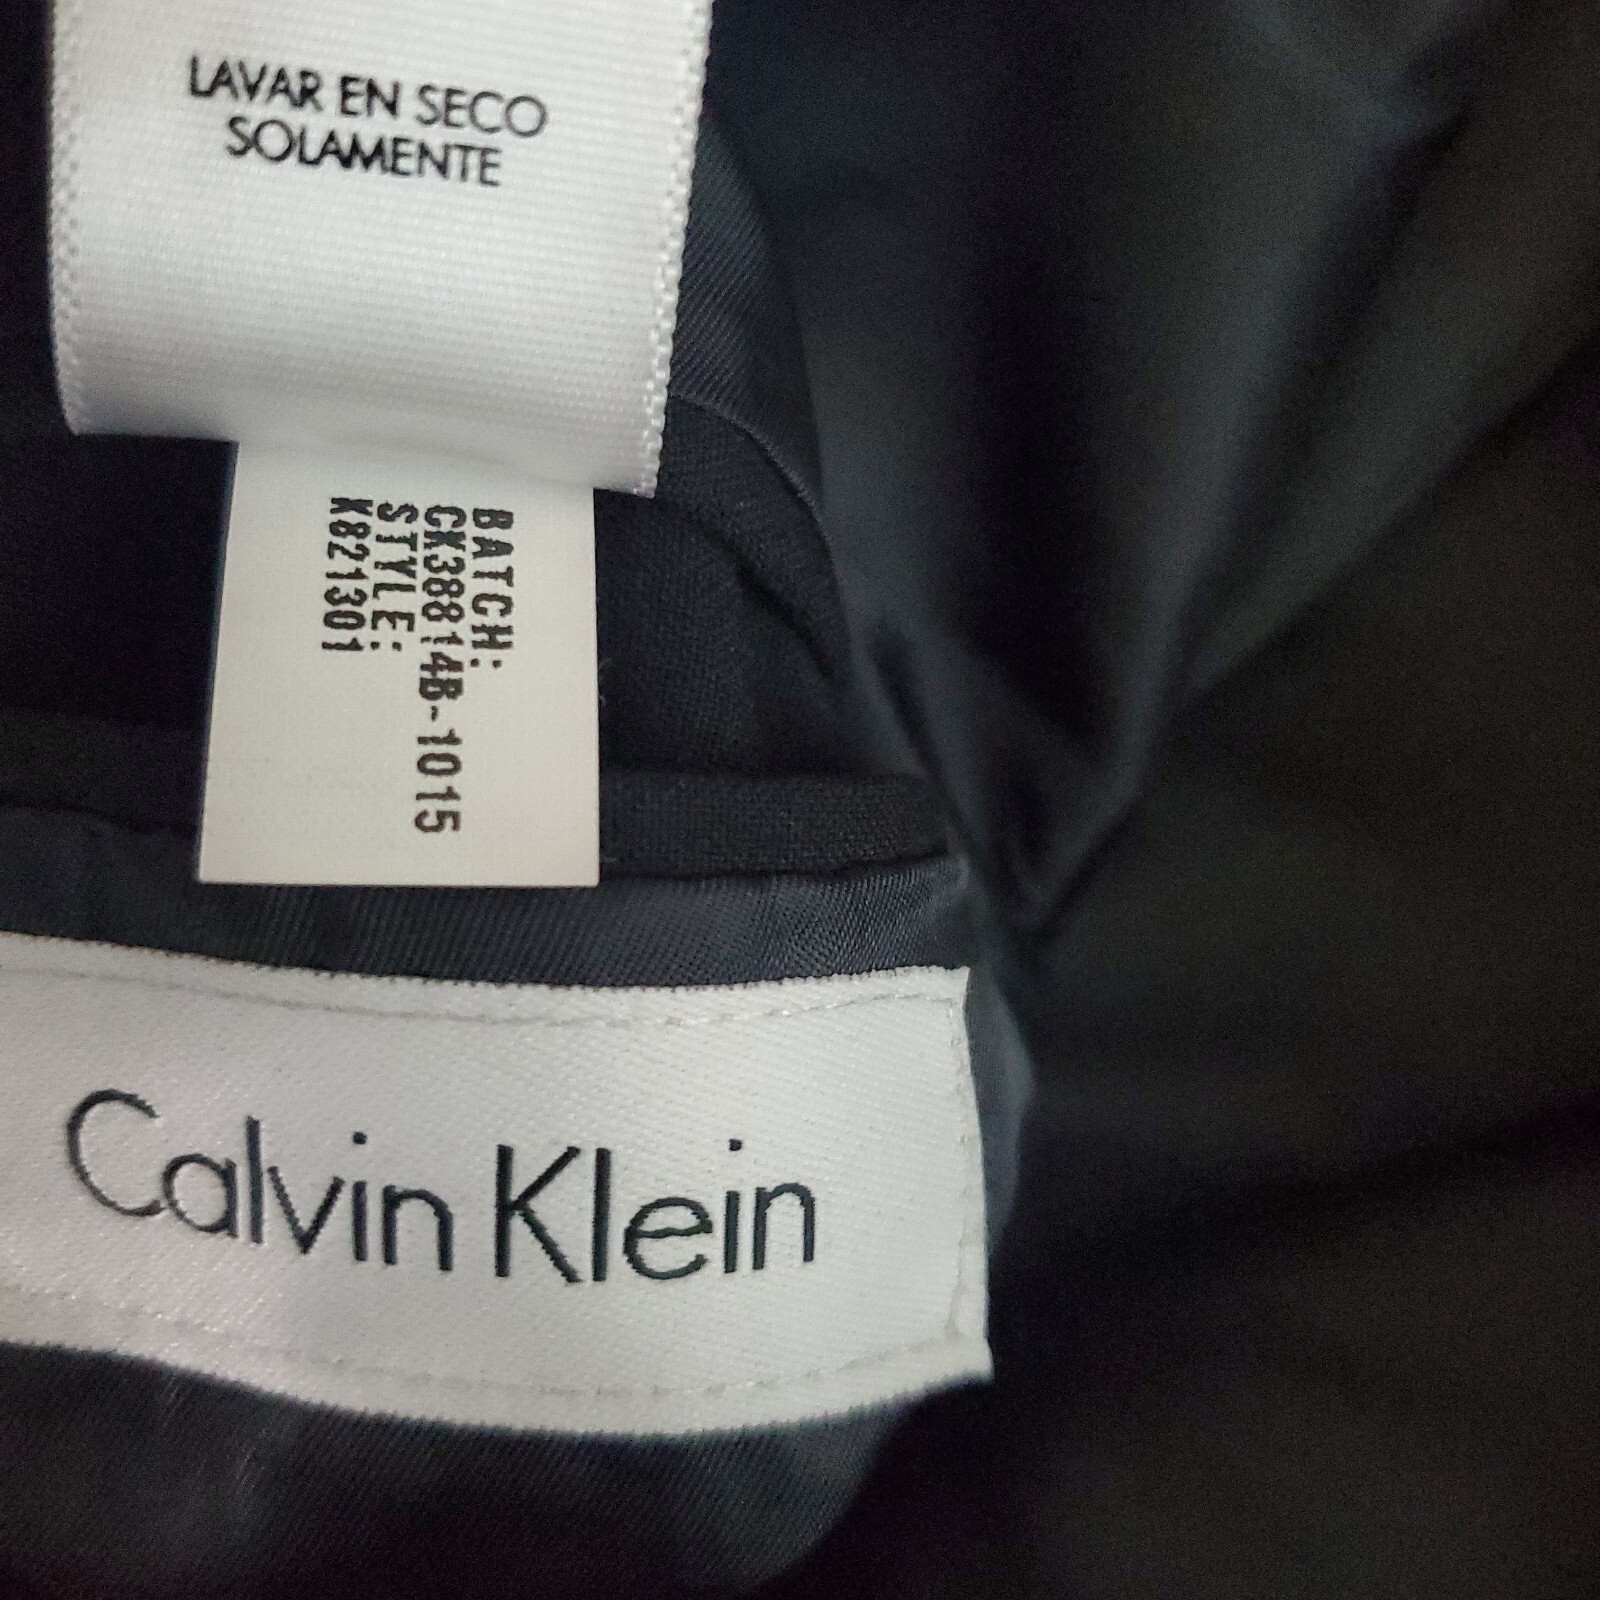 LAVAR EN SECO
SOLAMENTE
BATCH:
CK38814B-1015
STYLE:
K821301
Calvin Klein